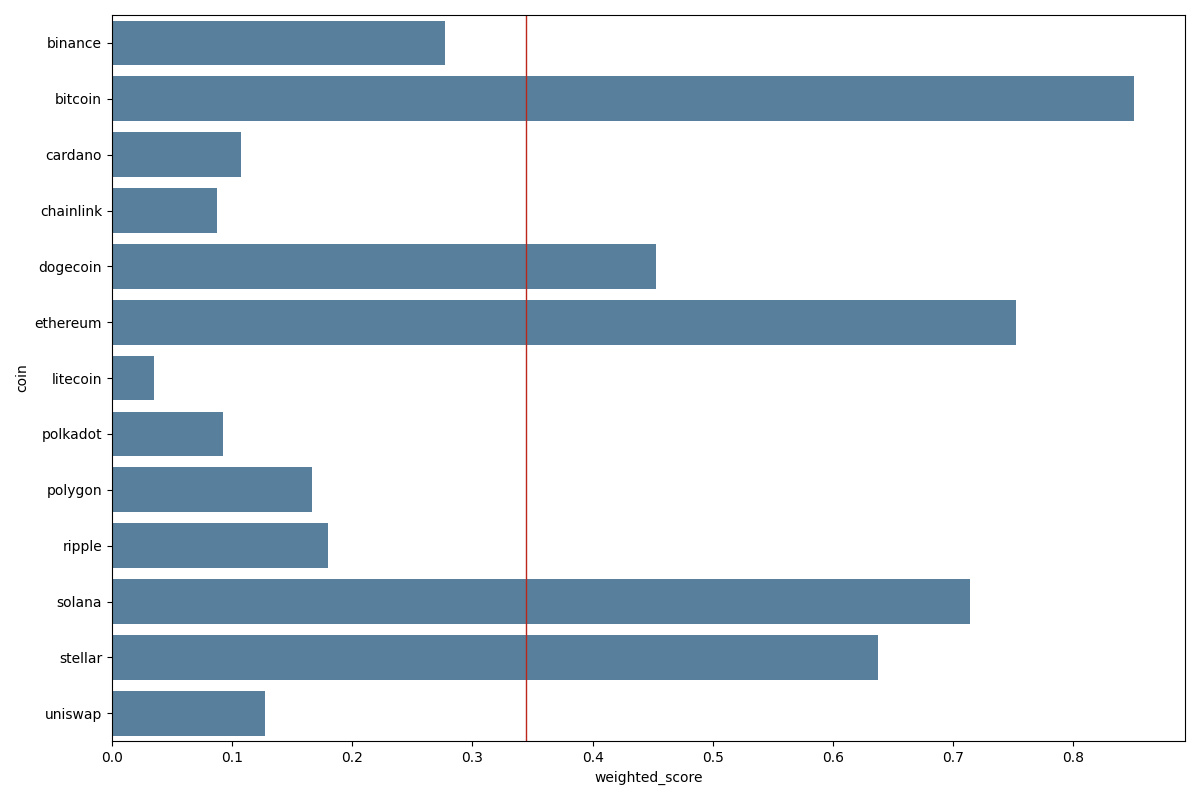 binance
bitcoin
cardano
chainlink
dogecoin
ethereum
litecoin
polkadot
polygon
ripple
solana
stellar
uniswap
coin
0.0 0.1 0.2 0.3 0.4 0.5 0.6 0.7 0.8
weighted_score